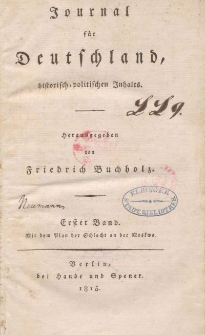 Journal
für
Deutschland,
historisch-politischen Inhalts.
L L 9.
Herausgegeben
von
Friedrich Buchholz.
Neumann
Erster Band.
Mit dem Plan der Schlacht an der Moskwa.
Berlin,
bei Haude und Spener.
1815.